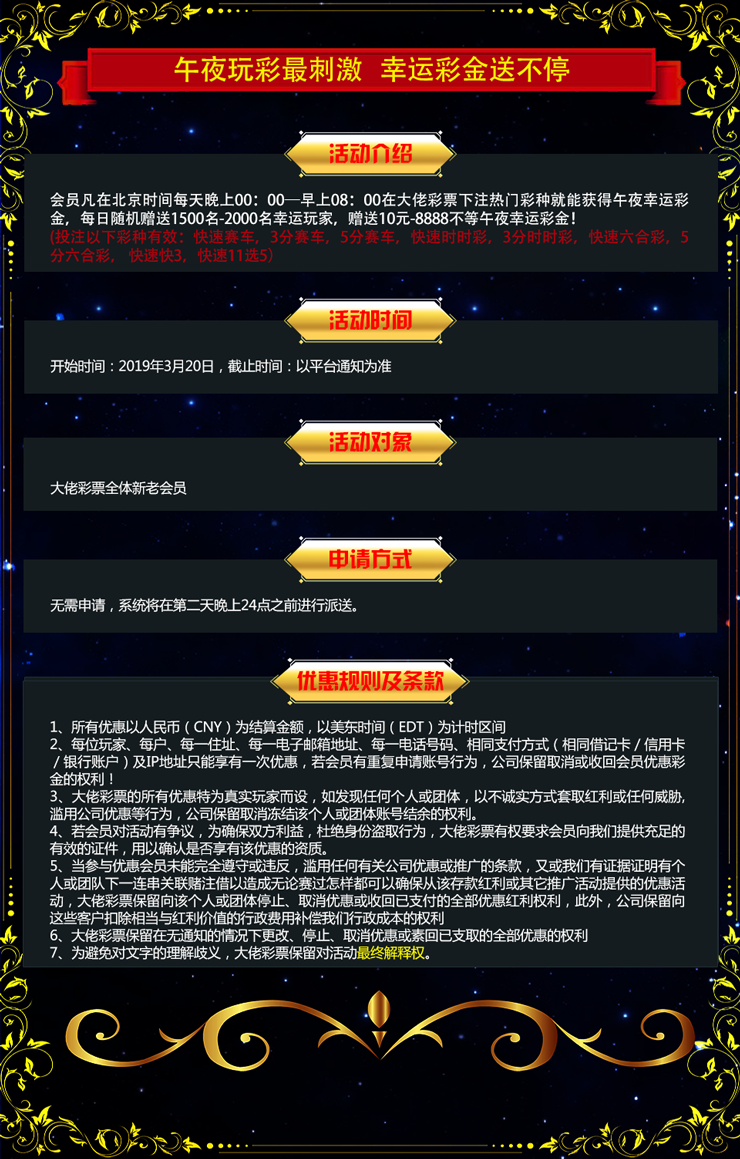 午夜玩彩最刺激 幸运彩金送不停
活动介绍
会员凡在北京时间每天晚上00：00—早上08：00在大佬彩票下注热门彩种就能获得午夜幸运彩
金，每日随机赠送1500名-2000名幸运玩家，赠送10元-8888不等午夜幸运彩金！
(投注以下彩种有效：快速赛车，3分赛车，5分赛车，快速时时彩，3分时时彩，快速六合彩，5
分六合彩， 快速快3，快速11选5)
活动时间
开始时间：2019年3月20日，截止时间：以平台通知为准
活动对象
大佬彩票全体新老会员
申请方式
无需申请，系统将在第二天晚上24点之前进行派送。
优惠规则及条款
1、所有优惠以人民币（CNY）为结算金额，以美东时间（EDT）为计时区间
2、每位玩家、每户、每一住址、每一电子邮箱地址、每一电话号码、相同支付方式（相同借记卡／信用卡
／银行账户）及IP地址只能享有一次优惠，若会员有重复申请账号行为，公司保留取消或收回会员优惠彩
金的权利！
3、大佬彩票的所有优惠特为真实玩家而设，如发现任何个人或团体，以不诚实方式套取红利或任何威胁,
滥用公司优惠等行为，公司保留取消冻结该个人或团体账号结余的权利。
4、若会员对活动有争议，为确保双方利益，杜绝身份盗取行为，大佬彩票有权要求会员向我们提供充足的
有效的证件，用以确认是否享有该优惠的资质。
5、当参与优惠会员未能完全遵守或违反，滥用任何有关公司优惠或推广的条款，又或我们有证据证明有个
人或团队下一连串关联赌注借以造成无论赛过怎样都可以确保从该存款红利或其它推广活动提供的优惠活
动，大佬彩票保留向该个人或团体停止、取消优惠或收回已支付的全部优惠红利权利，此外，公司保留向
这些客户扣除相当与红利价值的行政费用补偿我们行政成本的权利
6、大佬彩票保留在无通知的情况下更改、停止、取消优惠或素回已支取的全部优惠的权利
7、为避免对文字的理解歧义，大佬彩票保留对活动最终解释权。